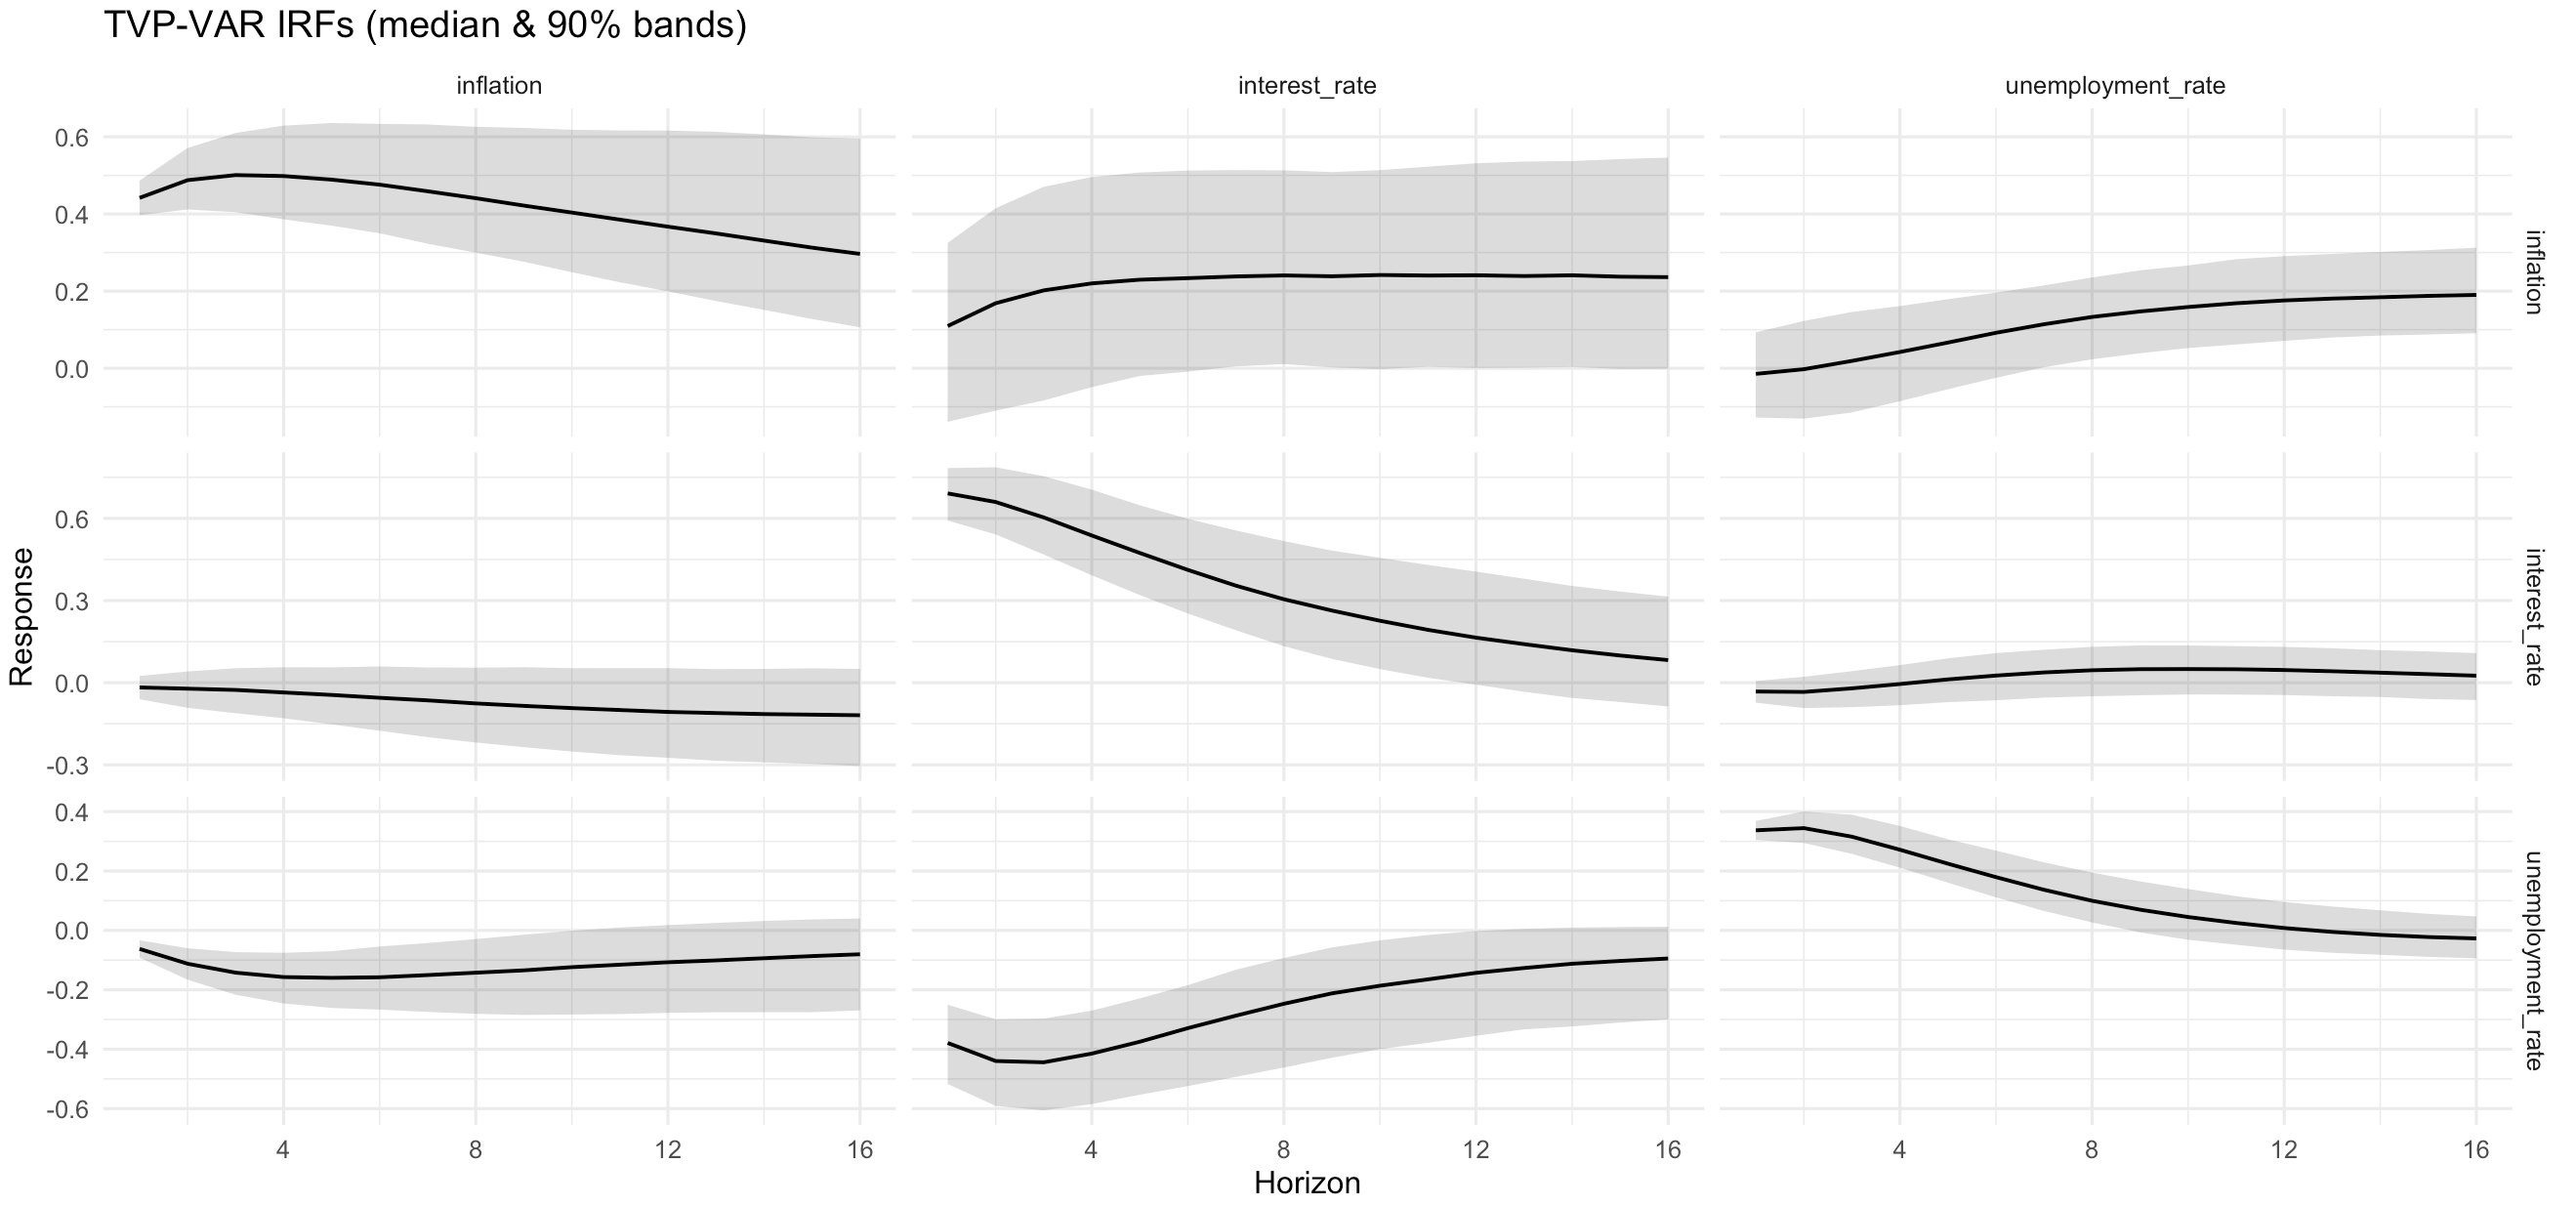 TVP-VAR IRFs (median & 90% bands)
inflation
interest_rate
unemployment_rate
0.6
0.4
0.2
0.0
inflation
0.6
0.3
0.0
-0.3
interest_rate
0.4
0.2
0.0
-0.2
-0.4
-0.6
unemployment_rate
Response
4 8 12 16
4 8 12 16
4 8 12 16
Horizon